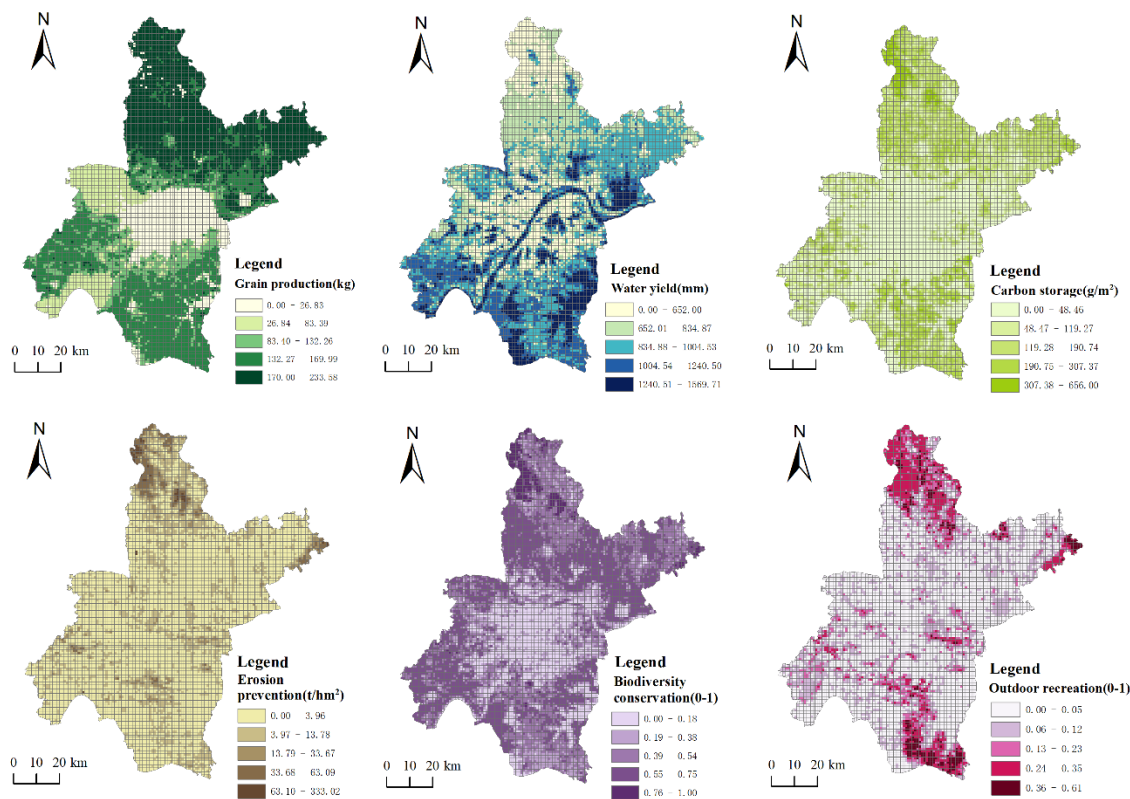 N
Legend
Grain production(kg)
0.00 - 26.83
26.84 83.39
83.40 - 132.26
132.27 169.99
170.00 233.58
0 10 20 km
N
Legend
Water yield(mm)
0.00 - 652.00
652.01 - 834.87
834.88 - 1004.53
1004.54 - 1240.50
1240.51 - 1569.71
0 10 20 km
N
Legend
Carbon storage(g/m²)
0.00 - 48.46
48.47 - 119.27
119.28 - 190.74
190.75 - 307.37
307.38 - 656.00
0 10 20 km
N
Legend
Erosion
prevention(t/hm²)
0.00 3.96
3.97 - 13.78
13.79 - 33.67
33.68 63.09
63.10 - 333.02
0 10 20 km
N
Legend
Biodiversity
conservation(0-1)
0.00 - 0.18
0.19 - 0.38
0.39 0.54
0.55 0.75
0.76 - 1.00
0 10 20 km
N
Legend
Outdoor recreation(0-1)
0.00 - 0.05
0.06 - 0.12
0.13 - 0.23
0.24 0.35
0.36 - 0.61
0 10 20 km